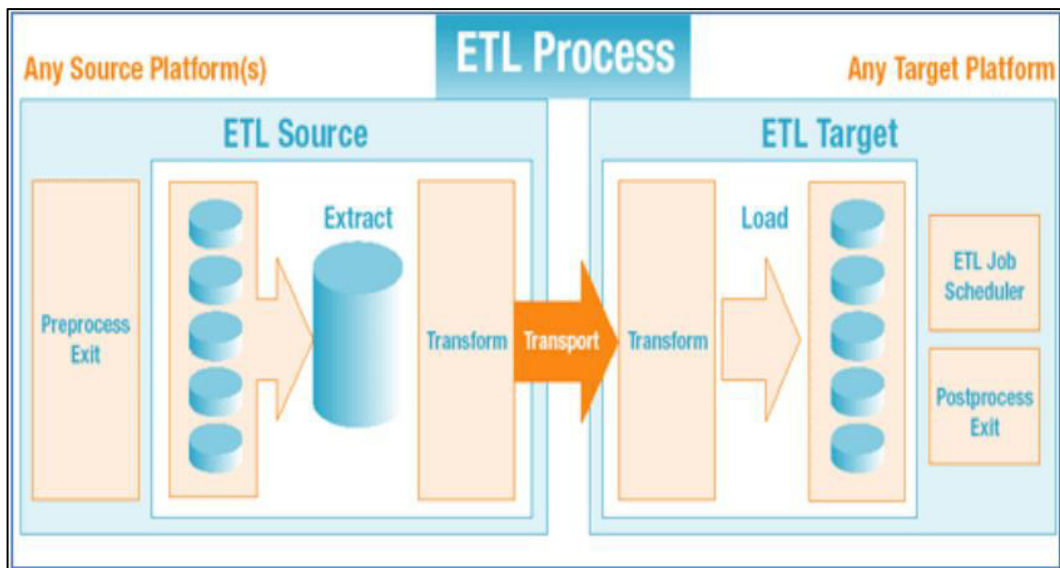 ETL Process
Any Source Platform(s)
Any Target Platform
ETL Source
ETL Target
Preprocess
Exit
Extract
Transform
Transport
Transform
Load
ETL Job
Scheduler
Postprocess
Exit